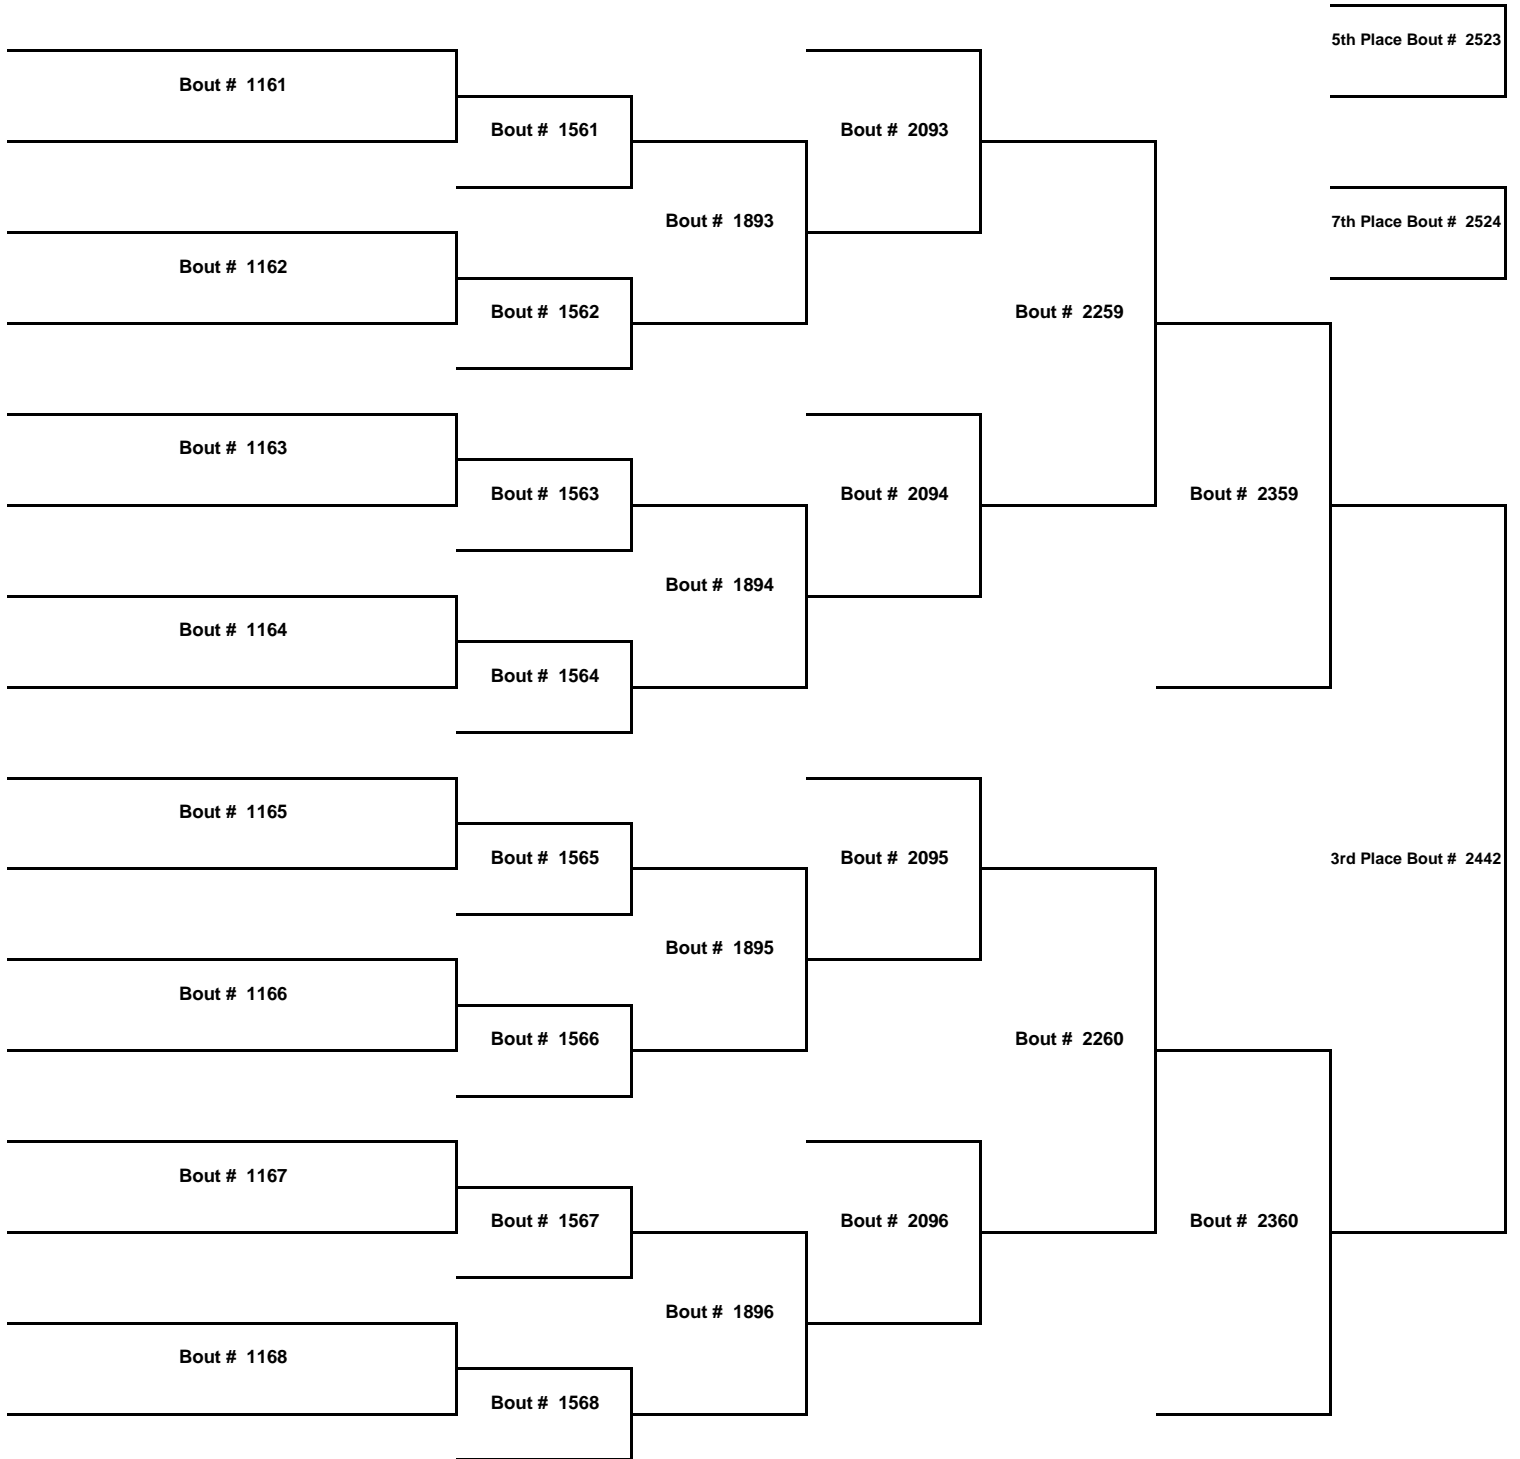 5th Place Bout #  2523
Bout #  1161
Bout #  1561
Bout #  2093
7th Place Bout #  2524
Bout #  1893
Bout #  1162
Bout #  1562
Bout #  2259
Bout #  1163
Bout #  1563
Bout #  2094
Bout #  2359
Bout #  1894
Bout #  1164
Bout #  1564
Bout #  1165
Bout #  1565
Bout #  2095
3rd Place Bout #  2442
Bout #  1895
Bout #  1166
Bout #  1566
Bout #  2260
Bout #  1167
Bout #  1567
Bout #  2096
Bout #  2360
Bout #  1896
Bout #  1168
Bout #  1568